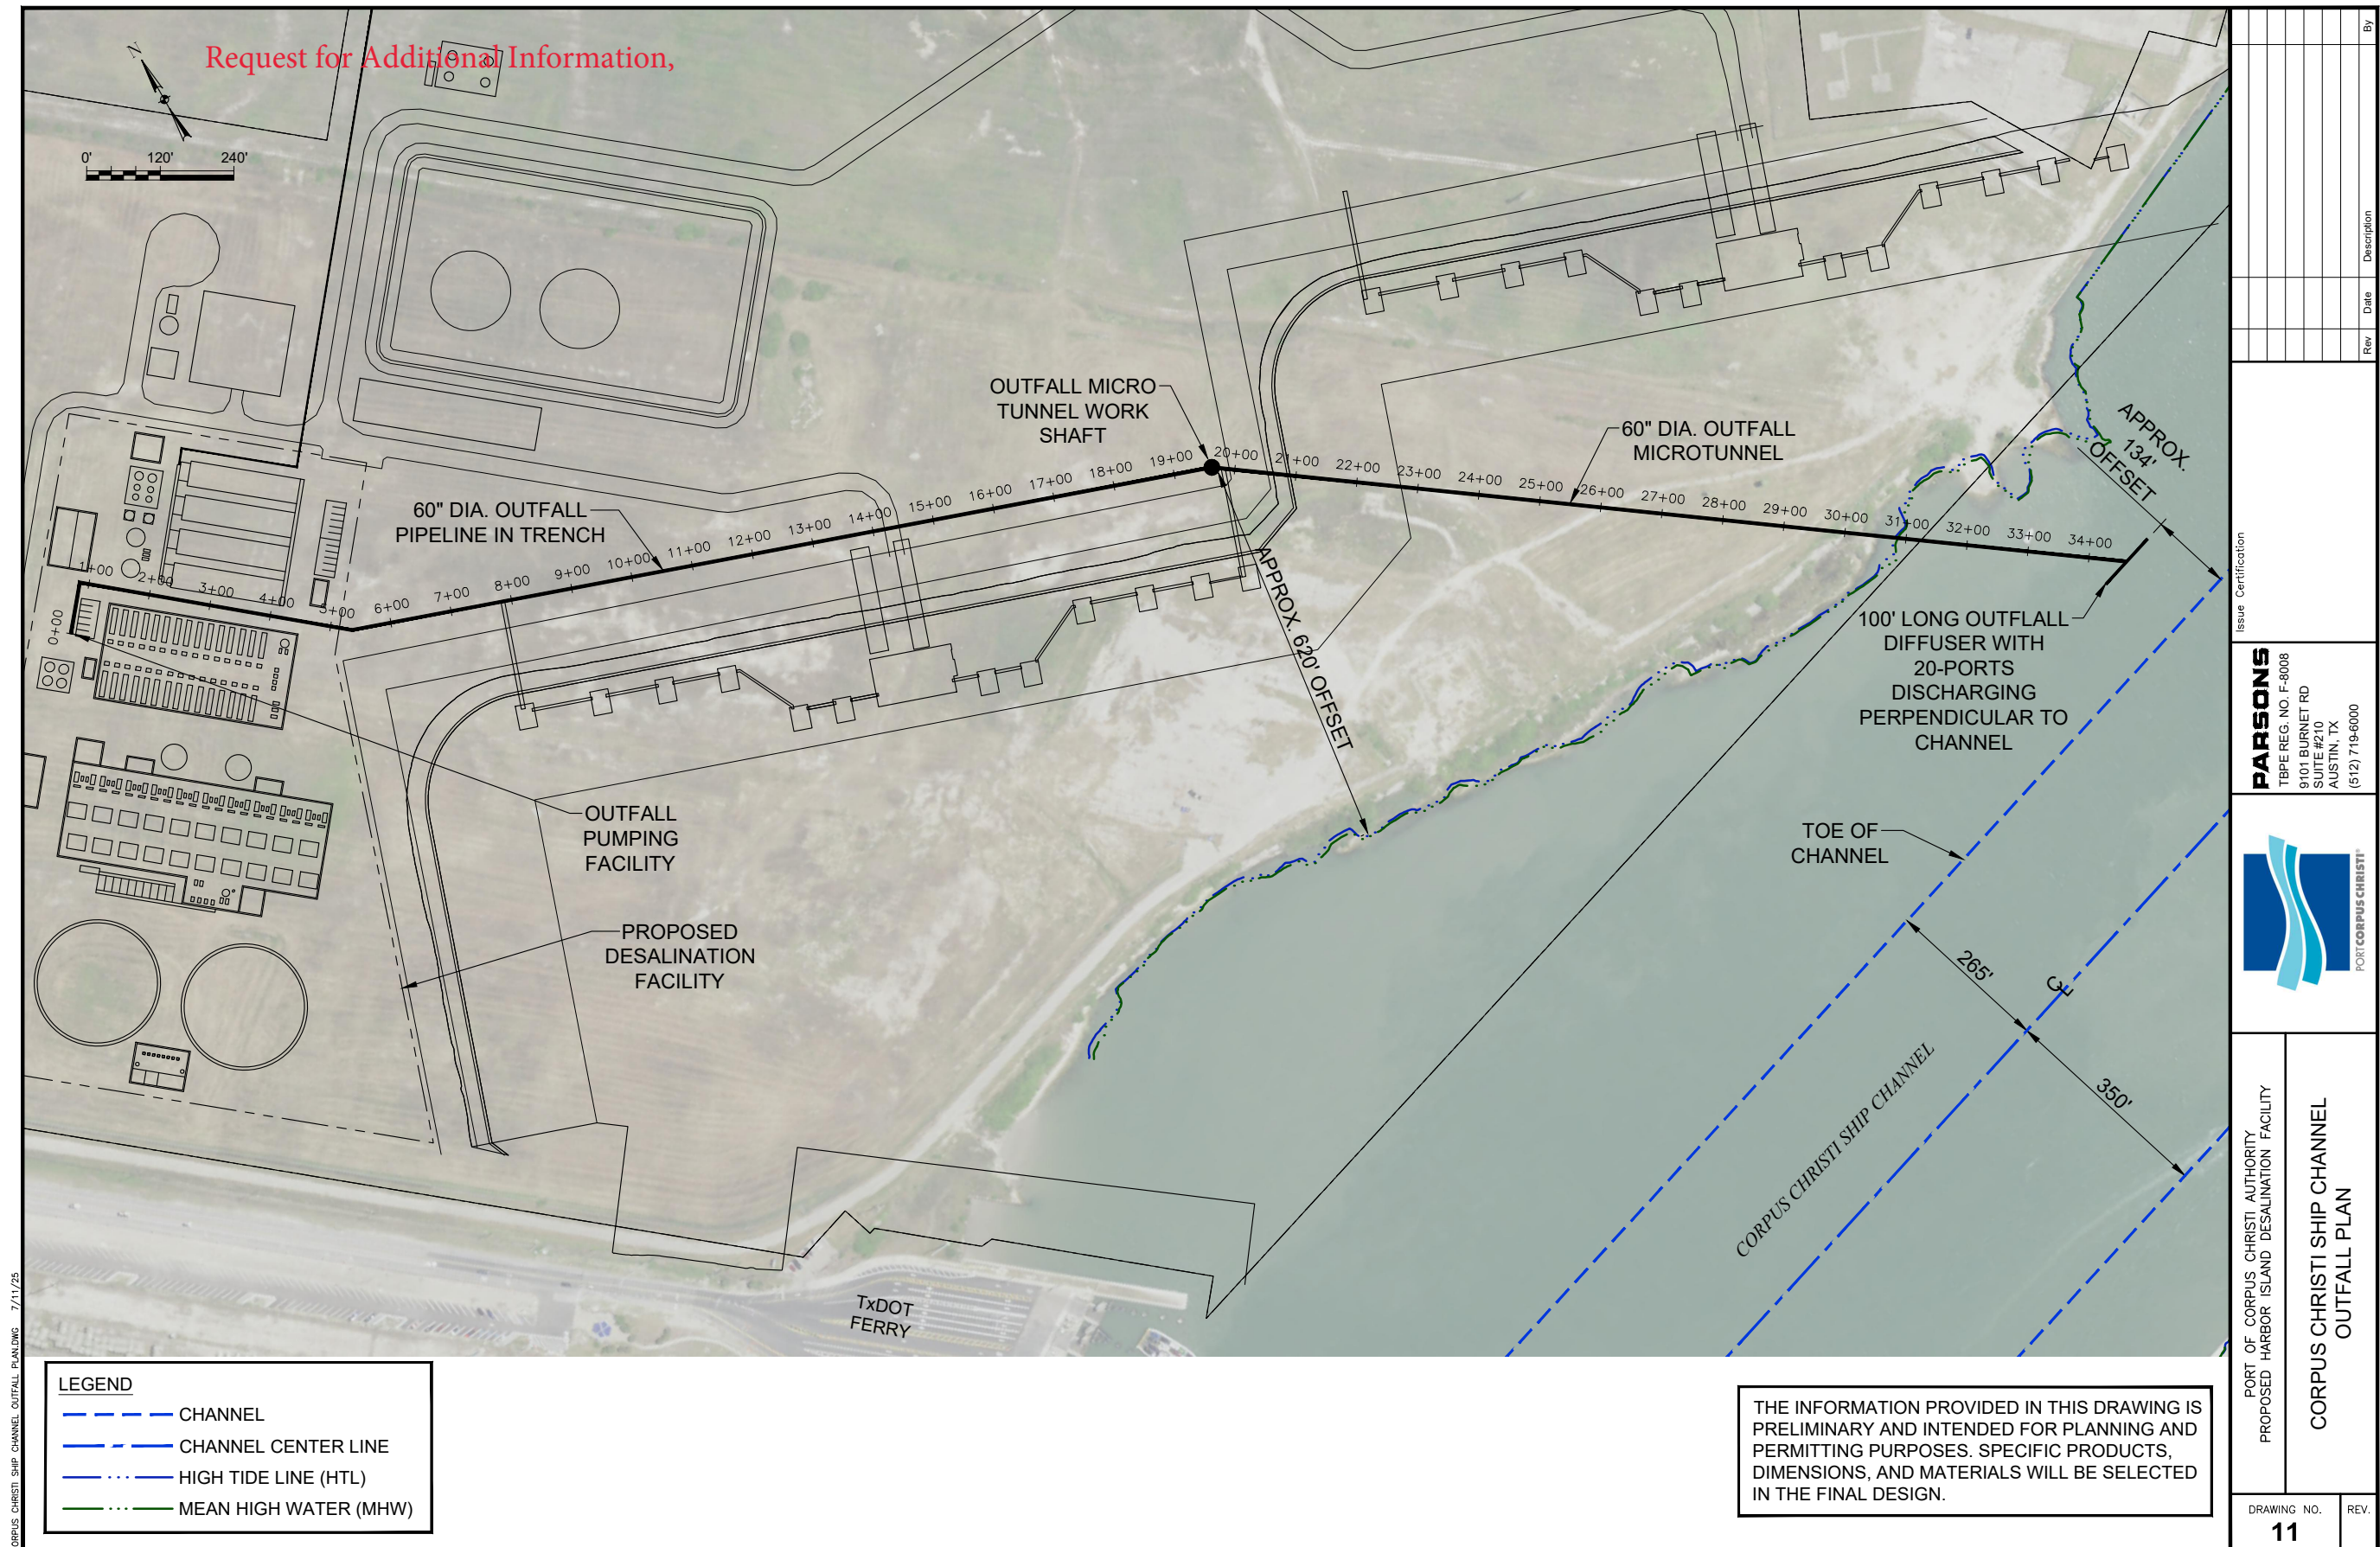 Request for Additional Information,
N
0' 120' 240'
OUTFALL MICRO
TUNNEL WORK
SHAFT
60" DIA. OUTFALL
MICROTUNNEL
APPROX.
134'
OFFSET
60" DIA. OUTFALL
PIPELINE IN TRENCH
0+00
1+00
2+00
3+00
4+00
5+00
6+00
7+00
8+00
9+00
10+00
11+00
12+00
13+00
14+00
15+00
16+00
17+00
18+00
19+00
20+00
21+00
22+00
23+00
24+00
25+00
26+00
27+00
28+00
29+00
30+00
31+00
32+00
33+00
34+00
APPROX. 620' OFFSET
100' LONG OUTFLALL
DIFFUSER WITH
20-PORTS
DISCHARGING
PERPENDICULAR TO
CHANNEL
OUTFALL
PUMPING
FACILITY
TOE OF
CHANNEL
PROPOSED
DESALINATION
FACILITY
265'
CL
350'
CORPUS CHRISTI SHIP CHANNEL
TxDOT
FERRY
LEGEND
CHANNEL
CHANNEL CENTER LINE
HIGH TIDE LINE (HTL)
MEAN HIGH WATER (MHW)
THE INFORMATION PROVIDED IN THIS DRAWING IS
PRELIMINARY AND INTENDED FOR PLANNING AND
PERMITTING PURPOSES. SPECIFIC PRODUCTS,
DIMENSIONS, AND MATERIALS WILL BE SELECTED
IN THE FINAL DESIGN.
Rev Date Description By
Issue Certification
PARSONS
TBPE REG. NO. F-8008
9101 BURNET RD
SUITE #210
AUSTIN, TX
(512) 719-6000
PORTCORPUSCHRISTI®
PORT OF CORPUS CHRISTI AUTHORITY
PROPOSED HARBOR ISLAND DESALINATION FACILITY
CORPUS CHRISTI SHIP CHANNEL
OUTFALL PLAN
DRAWING NO. REV.
11
CHRISTI SHIP CHANNEL OUTFALL PLAN.DWG 7/11/25